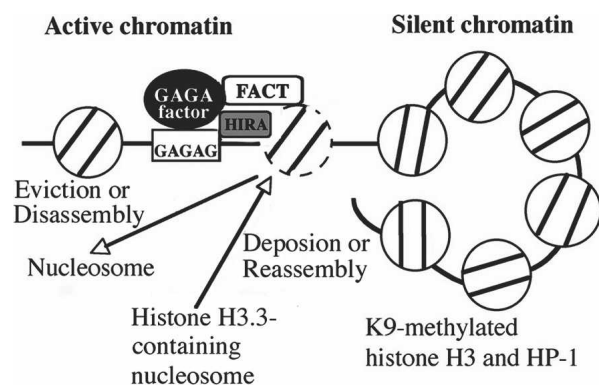 Active chromatin
Silent chromatin
GAGA
factor
FACT
HIRA
GAGAG
Eviction or
Disassembly
Nucleosome
Deposion or
Reassembly
Histone H3.3-
containing
nucleosome
K9-methylated
histone H3 and HP-1